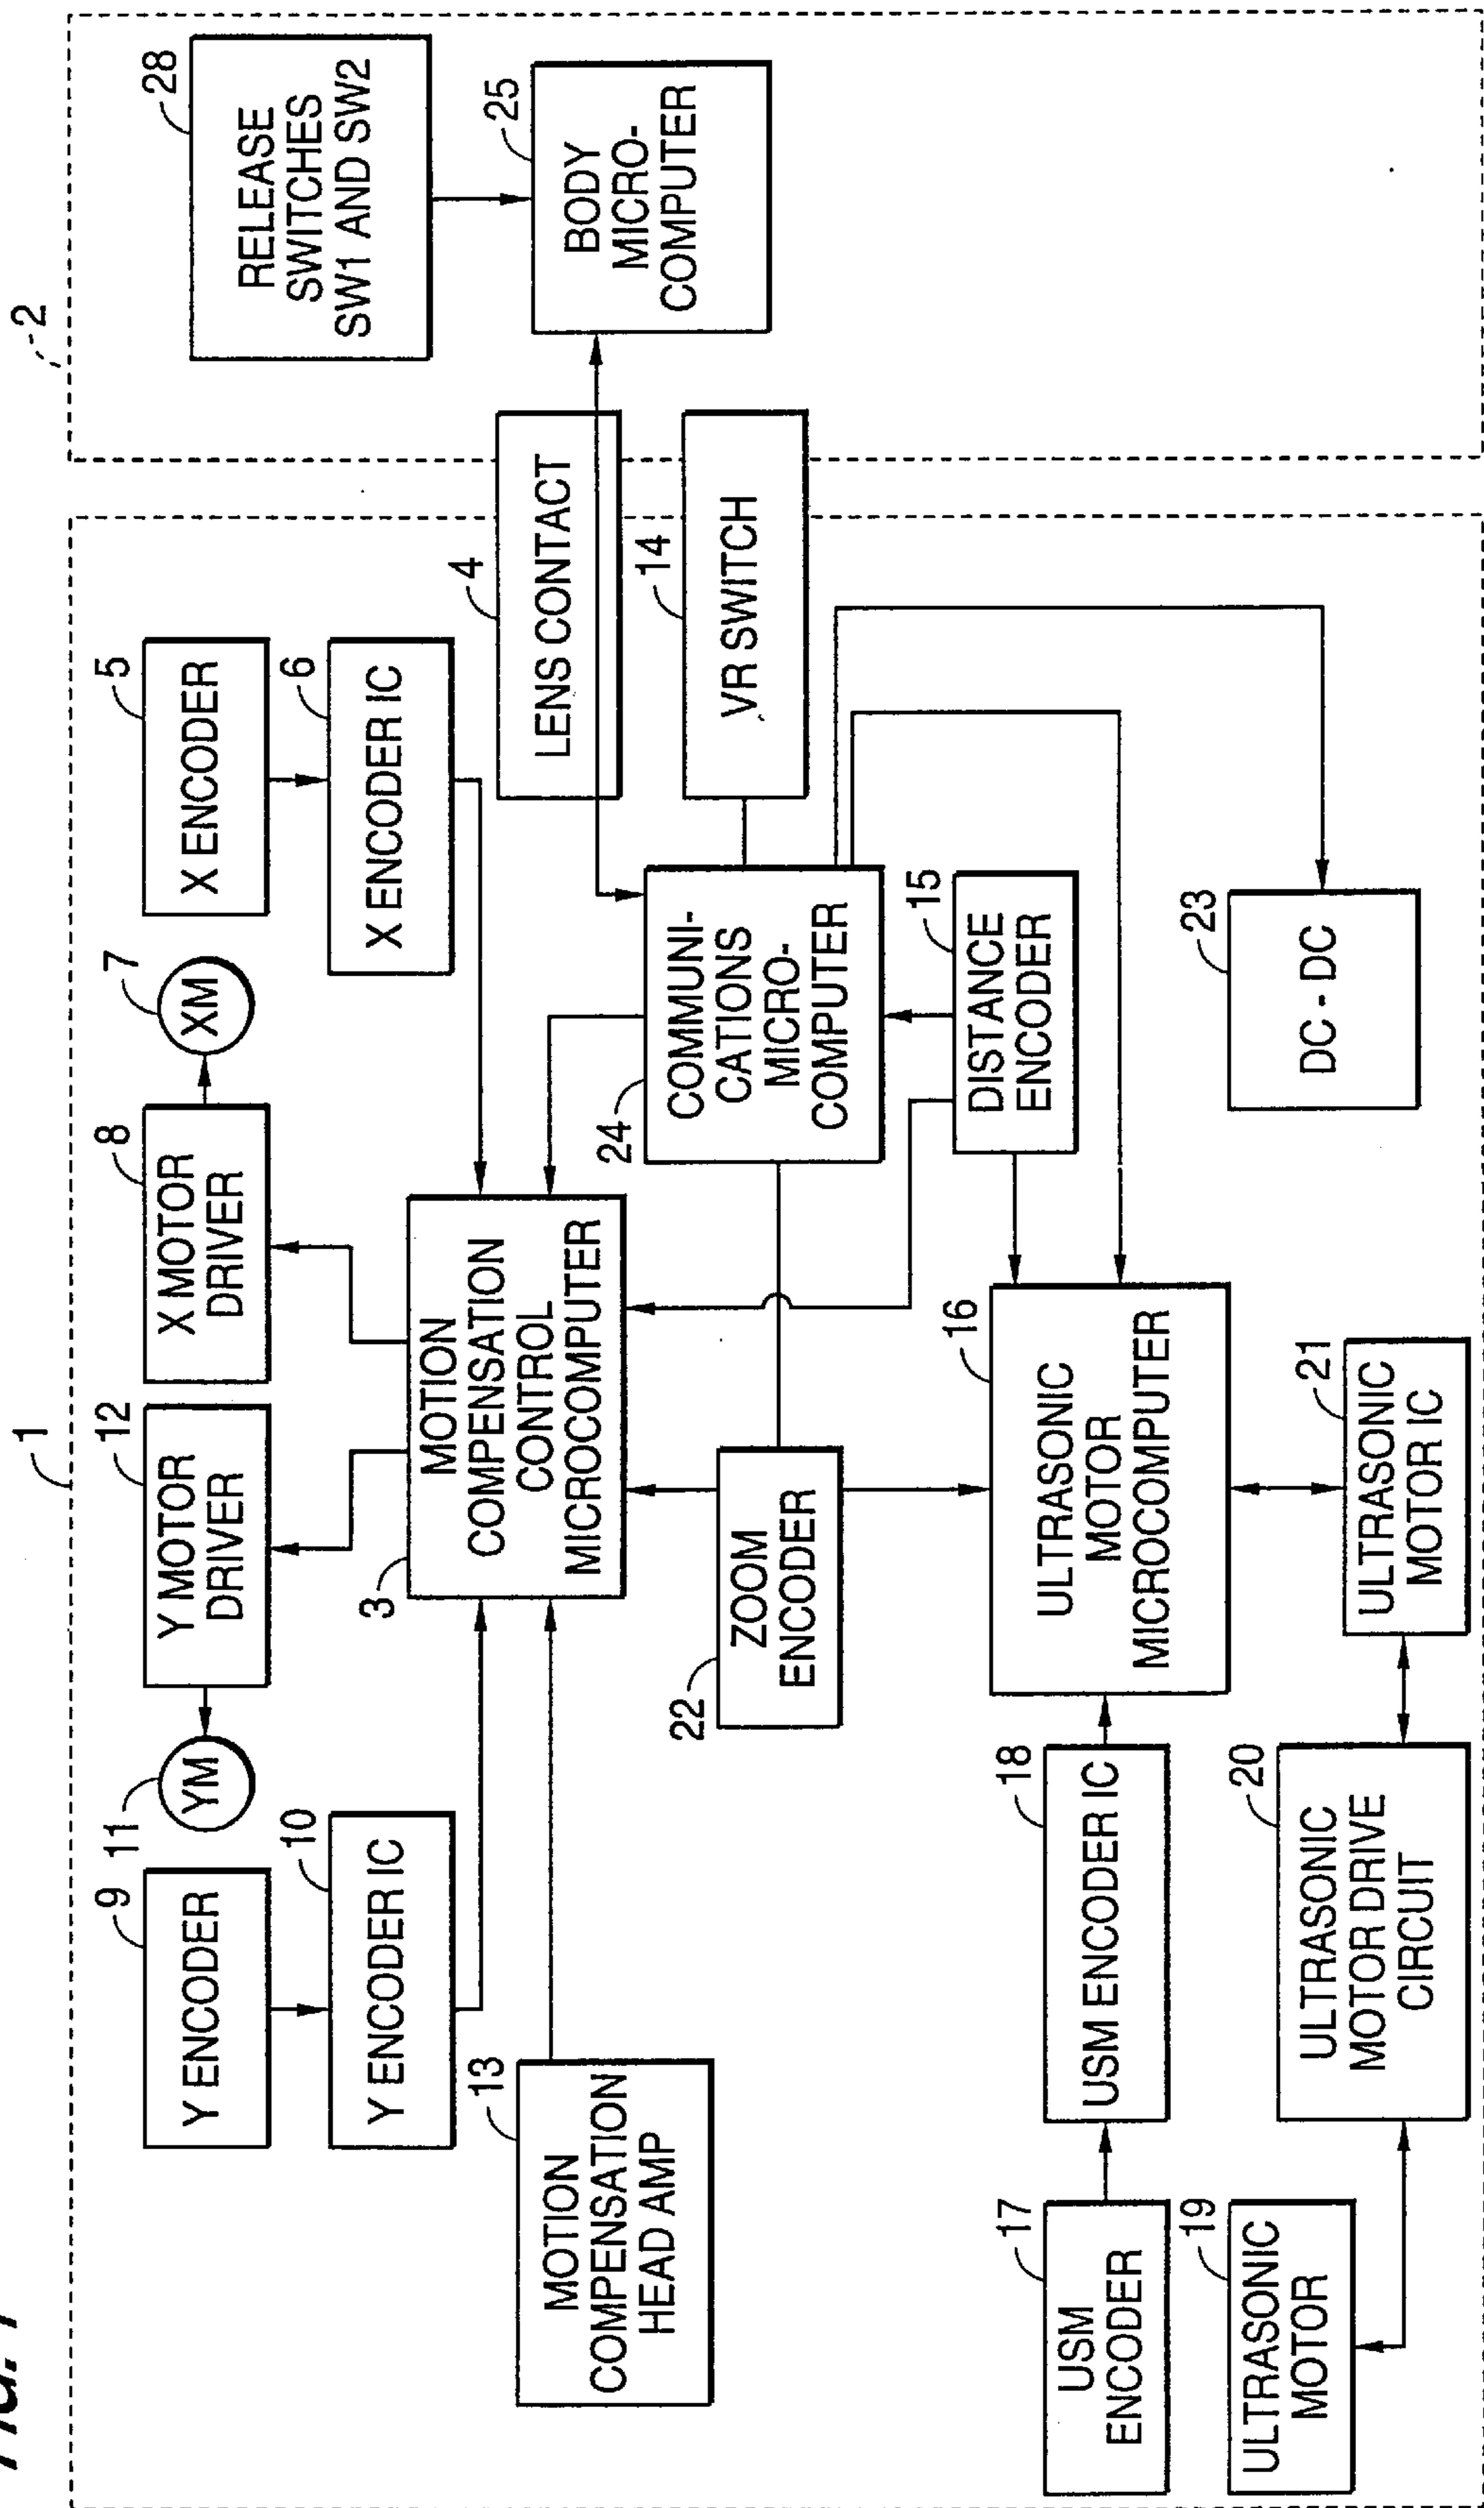 FIG. 1
1
2
9
Y ENCODER
11
YM
12
Y MOTOR
DRIVER
8
X MOTOR
DRIVER
7
XM
5
X ENCODER
28
RELEASE
SWITCHES
SW1 AND SW2
10
Y ENCODER IC
6
X ENCODER IC
3
MOTION
COMPENSATION
CONTROL
MICROCOMPUTER
4
LENS CONTACT
25
BODY
MICRO-
COMPUTER
13
MOTION
COMPENSATION
HEAD AMP
14
VR SWITCH
22
ZOOM
ENCODER
24
COMMUNI-
CATIONS
MICRO-
COMPUTER
15
DISTANCE
ENCODER
17
USM
ENCODER
18
USM ENCODER IC
16
ULTRASONIC
MOTOR
MICROCOMPUTER
23
DC - DC
19
ULTRASONIC
MOTOR
20
ULTRASONIC
MOTOR DRIVE
CIRCUIT
21
ULTRASONIC
MOTOR IC